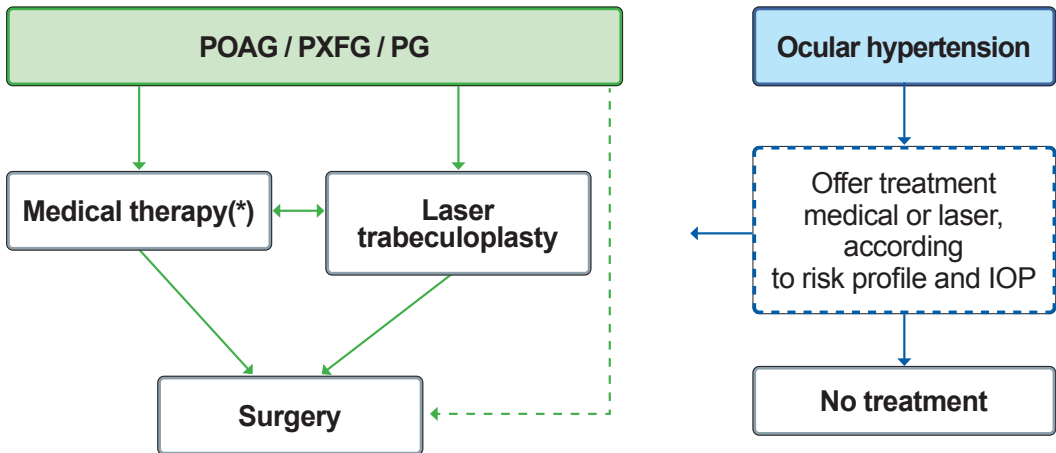 POAG / PXFG / PG
Medical therapy(*)
Laser
trabeculoplasty
Surgery
Ocular hypertension
Offer treatment
medical or laser,
according
to risk profile and IOP
No treatment